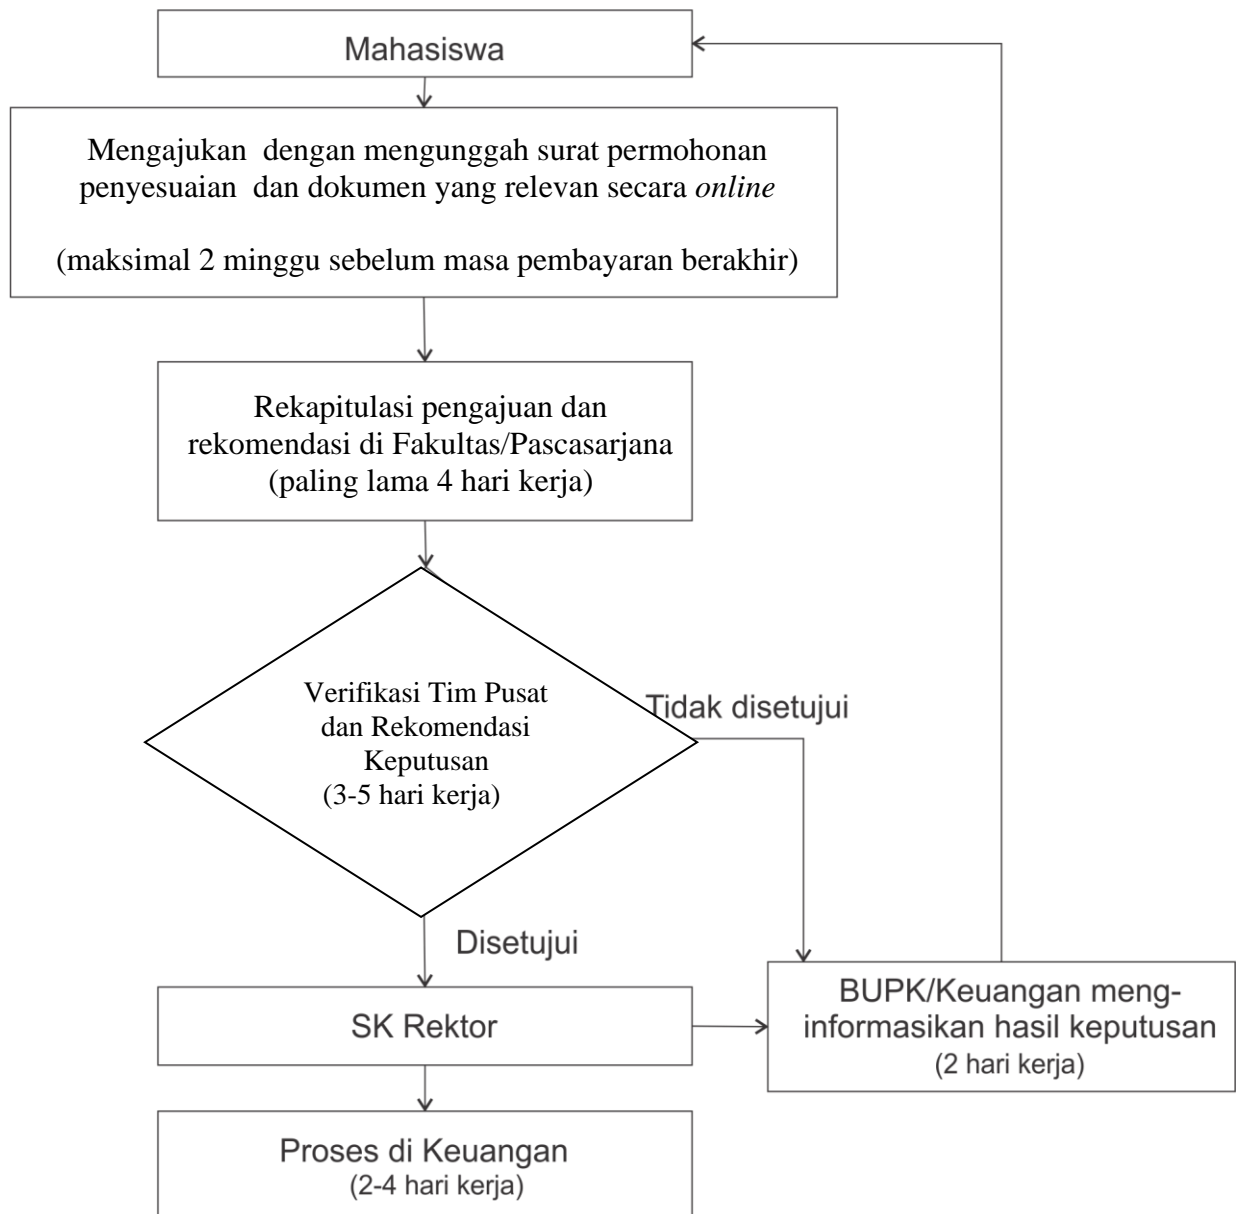 Mahasiswa
Mengajukan dengan mengunggah surat permohonan
penyesuaian dan dokumen yang relevan secara online
(maksimal 2 minggu sebelum masa pembayaran berakhir)
Rekapitulasi pengajuan dan
rekomendasi di Fakultas/Pascasarjana
(paling lama 4 hari kerja)
Verifikasi Tim Pusat
dan Rekomendasi
Keputusan
(3-5 hari kerja)
Tidak disetujui
Disetujui
SK Rektor
BUPK/Keuangan meng-
informasikan hasil keputusan
(2 hari kerja)
Proses di Keuangan
(2-4 hari kerja)